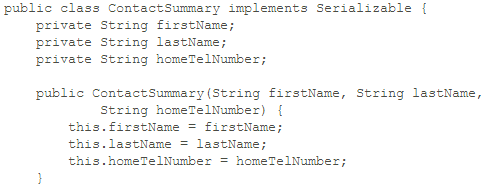 public class ContactSummary implements Serializable {
    private String firstName;
    private String lastName;
    private String homeTelNumber;

    public ContactSummary(String firstName, String lastName,
            String homeTelNumber) {
        this.firstName = firstName;
        this.lastName = lastName;
        this.homeTelNumber = homeTelNumber;
    }